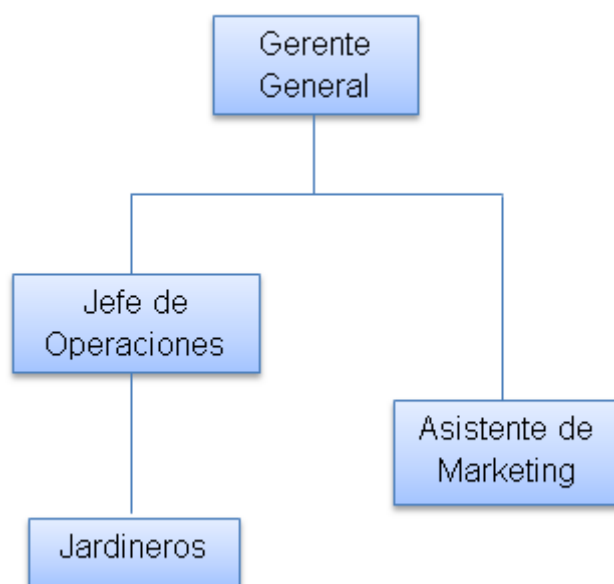 Gerente
General
Jefe de
Operaciones
Asistente de
Marketing
Jardineros